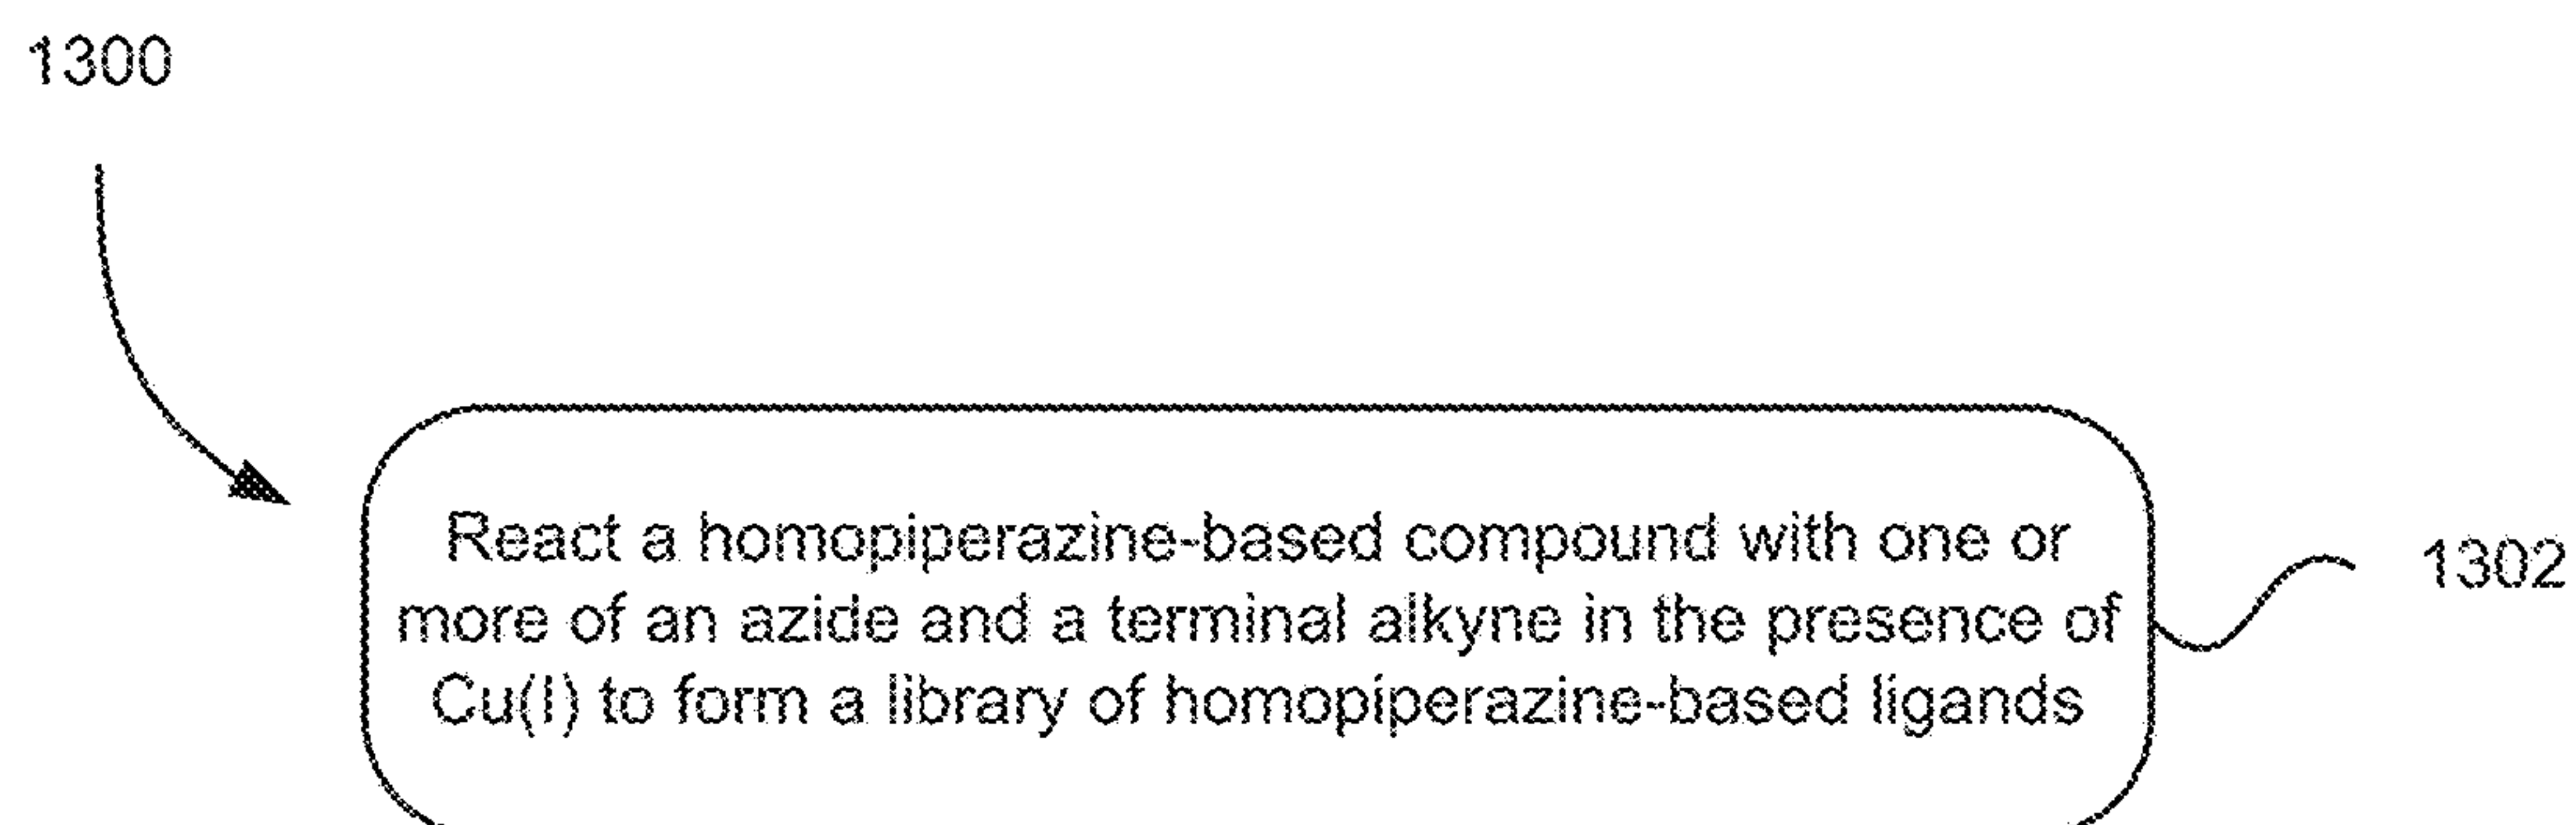 1300
React a homopiperazine-based compound with one or
more of an azide and a terminal alkyne in the presence of
Cu(I) to form a library of homopiperazine-based ligands
1302